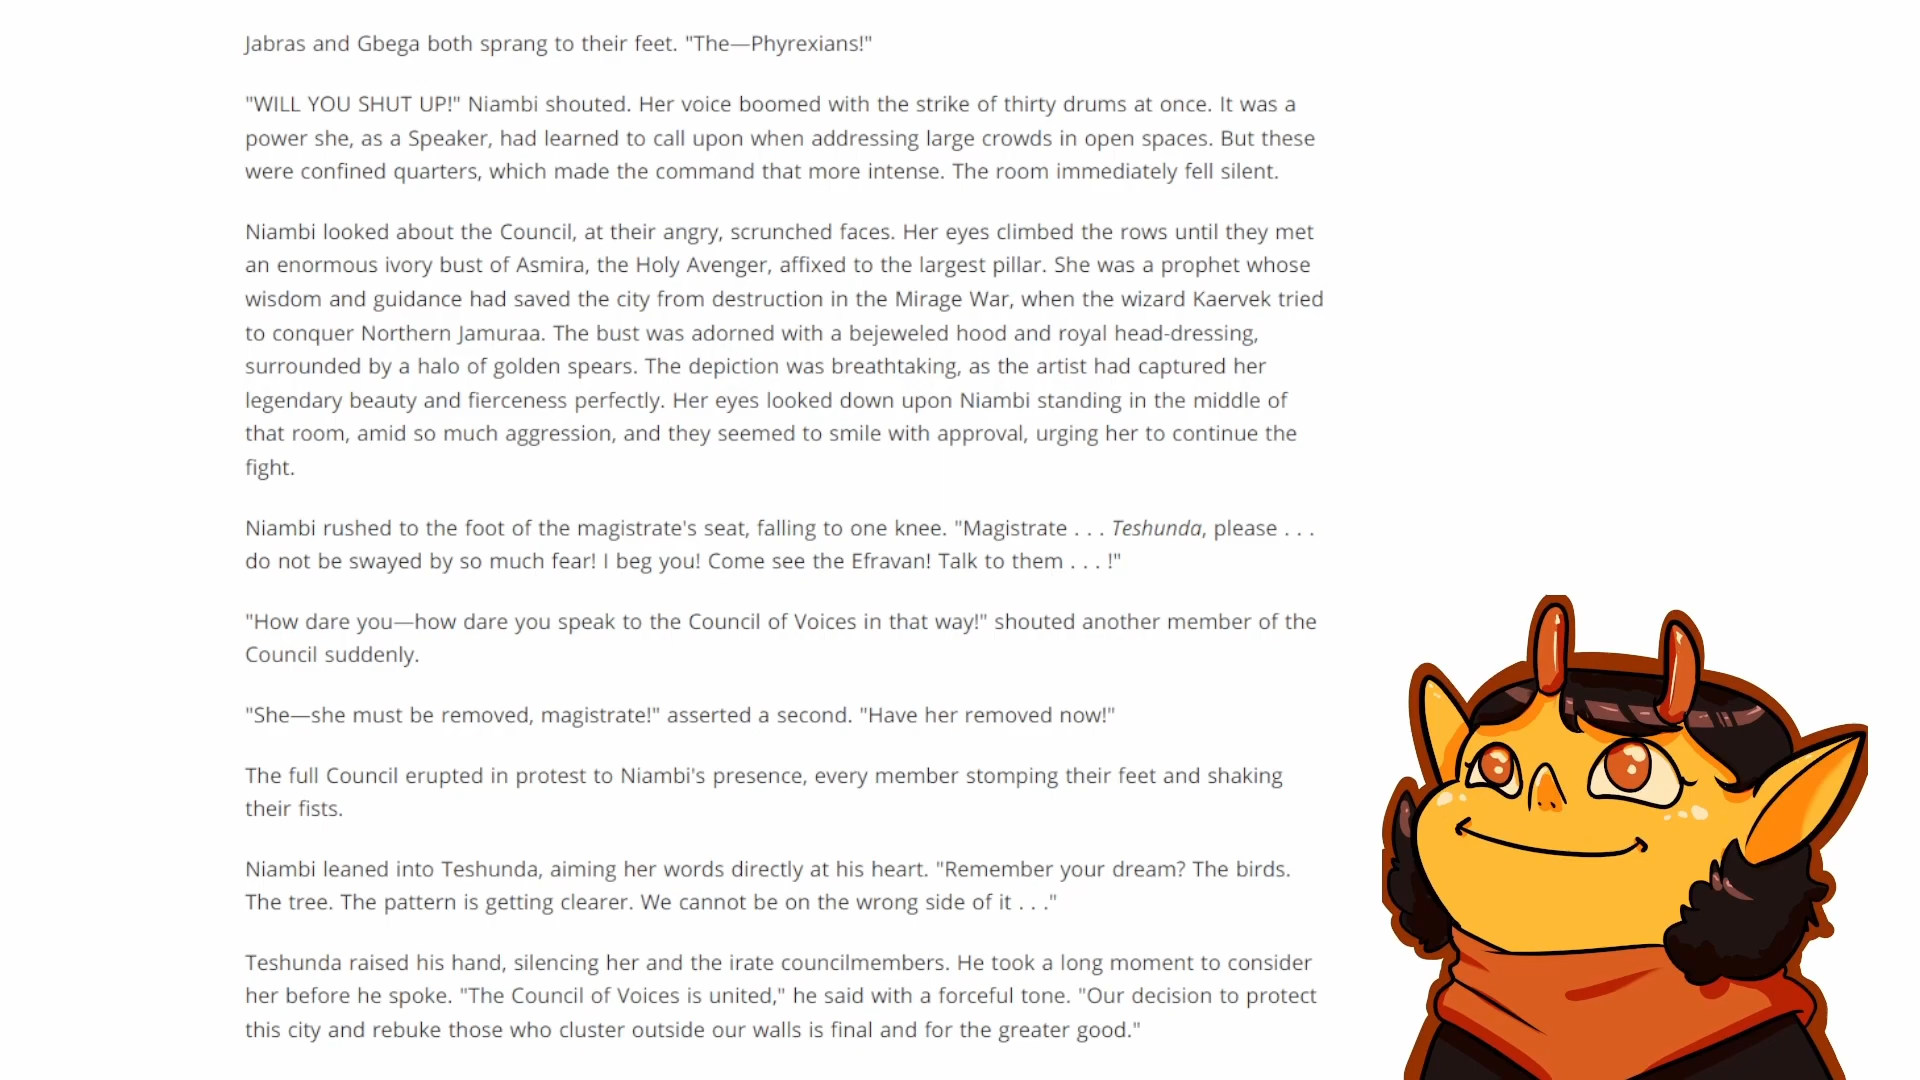 Jabras and Gbega both sprang to their feet. "The—Phyrexians!"
"WILL YOU SHUT UP!" Niambi shouted. Her voice boomed with the strike of thirty drums at once. It was a
power she, as a Speaker, had learned to call upon when addressing large crowds in open spaces. But these
were confined quarters, which made the command that more intense. The room immediately fell silent.
Niambi looked about the Council, at their angry, scrunched faces. Her eyes climbed the rows until they met
an enormous ivory bust of Asmira, the Holy Avenger, affixed to the largest pillar. She was a prophet whose
wisdom and guidance had saved the city from destruction in the Mirage War, when the wizard Kaervek tried
to conquer Northern Jamuraa. The bust was adorned with a bejeweled hood and royal head-dressing,
surrounded by a halo of golden spears. The depiction was breathtaking, as the artist had captured her
legendary beauty and fierceness perfectly. Her eyes looked down upon Niambi standing in the middle of
that room, amid so much aggression, and they seemed to smile with approval, urging her to continue the
fight.
Niambi rushed to the foot of the magistrate's seat, falling to one knee. "Magistrate . . . Teshunda, please . . .
do not be swayed by so much fear! I beg you! Come see the Efravan! Talk to them . . . !"
"How dare you—how dare you speak to the Council of Voices in that way!" shouted another member of the
Council suddenly.
"She—she must be removed, magistrate!" asserted a second. "Have her removed now!"
The full Council erupted in protest to Niambi's presence, every member stomping their feet and shaking
their fists.
Niambi leaned into Teshunda, aiming her words directly at his heart. "Remember your dream? The birds.
The tree. The pattern is getting clearer. We cannot be on the wrong side of it . . ."
Teshunda raised his hand, silencing her and the irate councilmembers. He took a long moment to consider
her before he spoke. "The Council of Voices is united," he said with a forceful tone. "Our decision to protect
this city and rebuke those who cluster outside our walls is final and for the greater good."